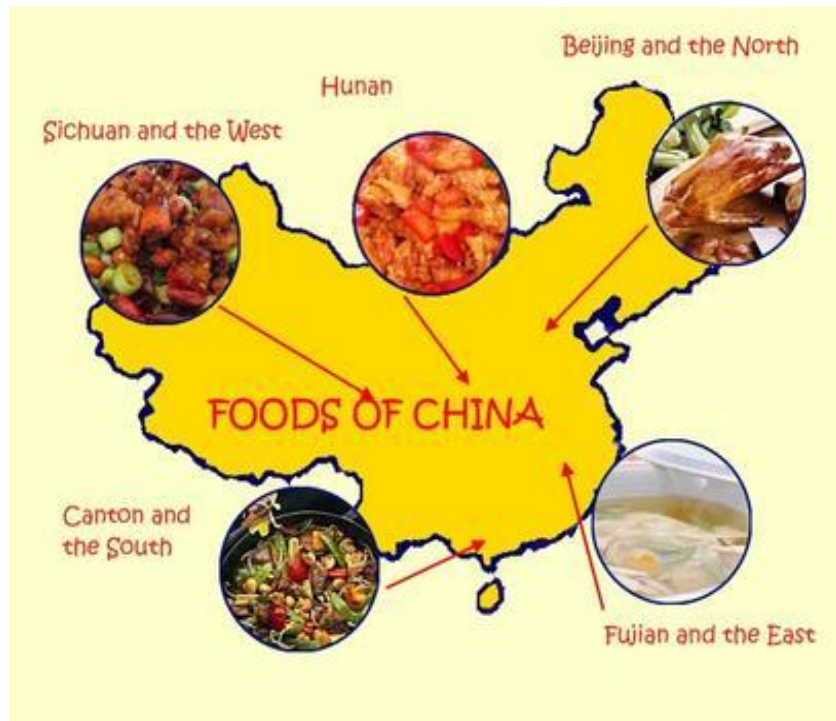 Beijing and the North
Hunan
Sichuan and the West
FOODS OF CHINA
Canton and
the South
Fujian and the East